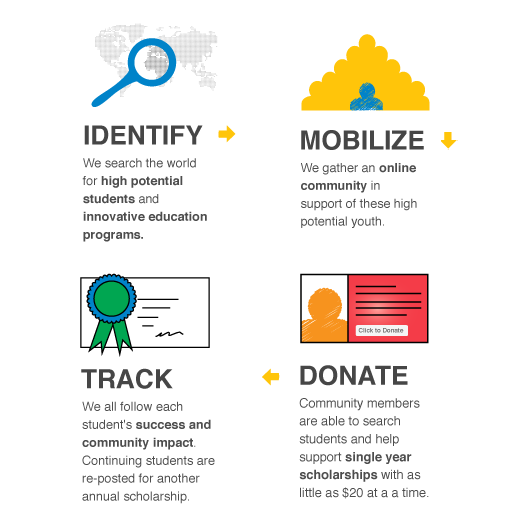 IDENTIFY
We search the world
for high potential
students and
innovative education
programs.
MOBILIZE
We gather an online
community in
support of these high
potential youth.
Click to Donate
DONATE
Community members
are able to search
students and help
support single year
scholarships with as
little as $20 at a a time.
TRACK
We all follow each
student's success and
community impact.
Continuing students are
re-posted for another
annual scholarship.